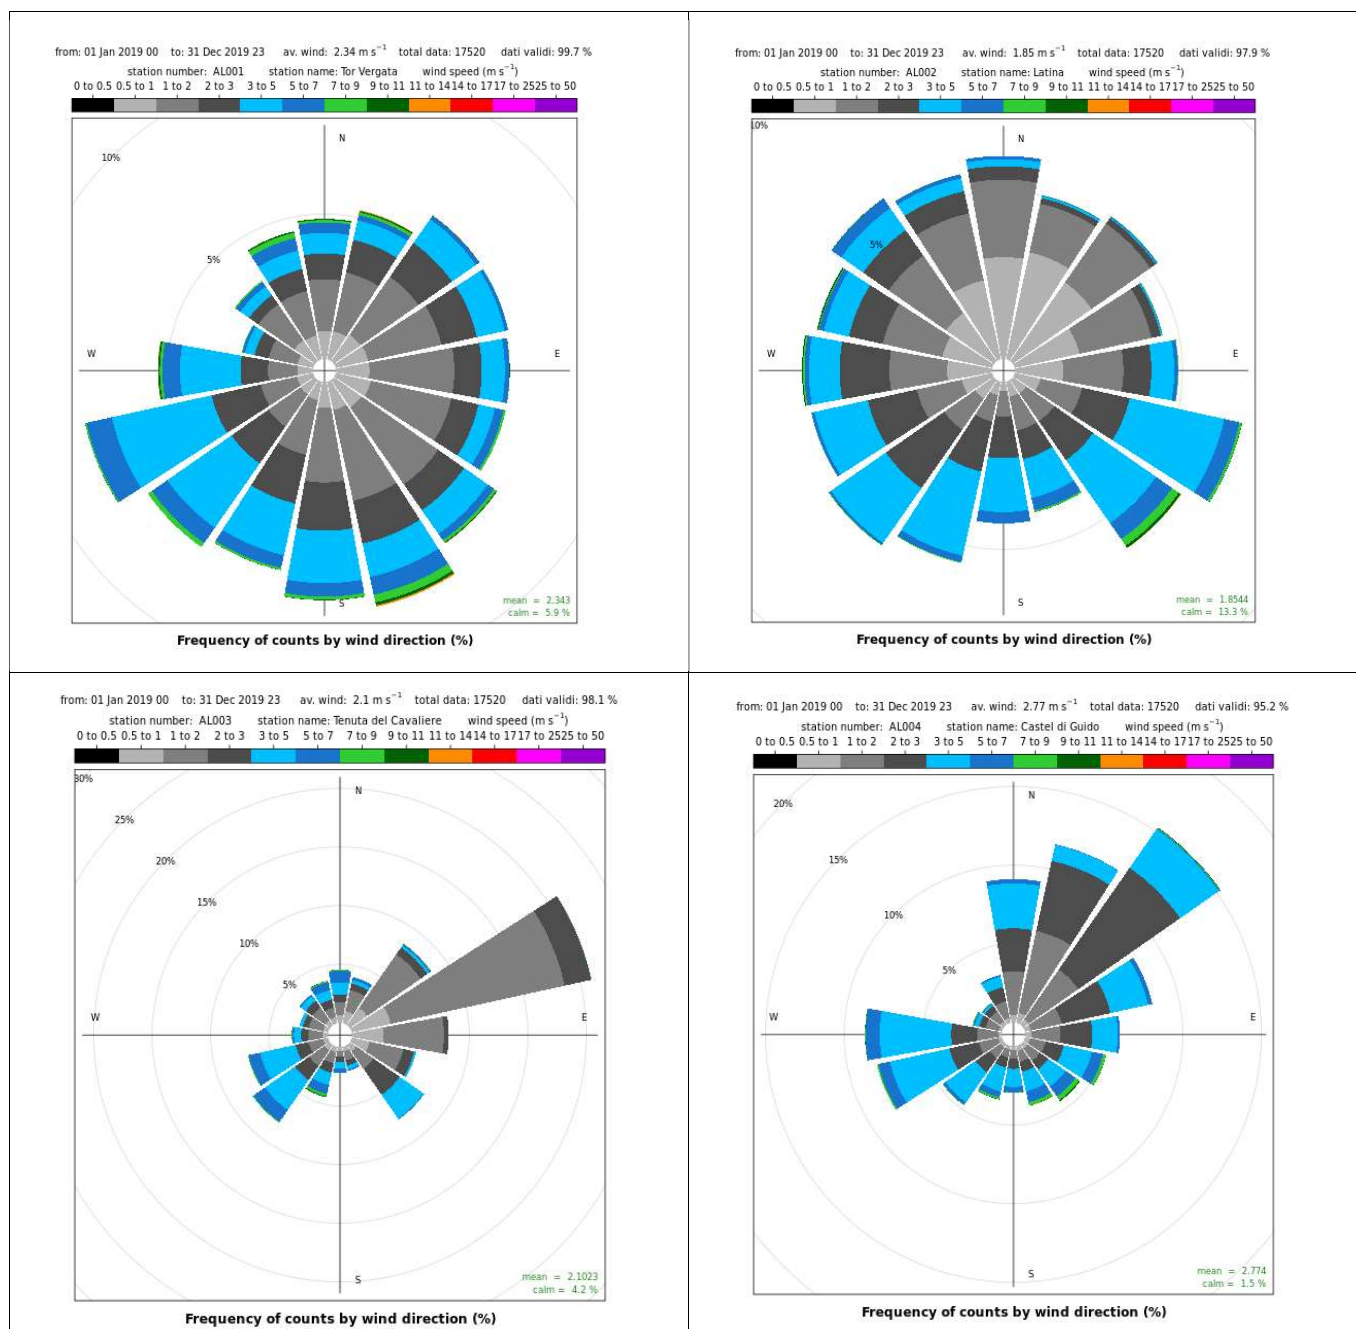 from: 01 Jan 2019 00 to: 31 Dec 2019 23 av. wind: 2.34 m s⁻¹ total data: 17520 dati validi: 99.7 %
station number: AL001 station name: Tor Vergata wind speed (m s⁻¹)
0 to 0.5 0.5 to 1 1 to 2 2 to 3 3 to 5 5 to 7 7 to 9 9 to 11 11 to 14 14 to 17 17 to 25 25 to 50
N
10%
5%
W
E
S
mean = 2.343
calm = 5.9 %
Frequency of counts by wind direction (%)
from: 01 Jan 2019 00 to: 31 Dec 2019 23 av. wind: 1.85 m s⁻¹ total data: 17520 dati validi: 97.9 %
station number: AL002 station name: Latina wind speed (m s⁻¹)
0 to 0.5 0.5 to 1 1 to 2 2 to 3 3 to 5 5 to 7 7 to 9 9 to 11 11 to 14 14 to 17 17 to 25 25 to 50
10%
N
5%
W
E
S
mean = 1.8544
calm = 13.3 %
Frequency of counts by wind direction (%)
from: 01 Jan 2019 00 to: 31 Dec 2019 23 av. wind: 2.1 m s⁻¹ total data: 17520 dati validi: 98.1 %
station number: AL003 station name: Tenuta del Cavaliere wind speed (m s⁻¹)
0 to 0.5 0.5 to 1 1 to 2 2 to 3 3 to 5 5 to 7 7 to 9 9 to 11 11 to 14 14 to 17 17 to 25 25 to 50
30%
N
25%
20%
15%
10%
5%
W
E
S
mean = 2.1023
calm = 4.2 %
Frequency of counts by wind direction (%)
from: 01 Jan 2019 00 to: 31 Dec 2019 23 av. wind: 2.77 m s⁻¹ total data: 17520 dati validi: 95.2 %
station number: AL004 station name: Castel di Guido wind speed (m s⁻¹)
0 to 0.5 0.5 to 1 1 to 2 2 to 3 3 to 5 5 to 7 7 to 9 9 to 11 11 to 14 14 to 17 17 to 25 25 to 50
N
20%
15%
10%
5%
W
E
S
mean = 2.774
calm = 1.5 %
Frequency of counts by wind direction (%)